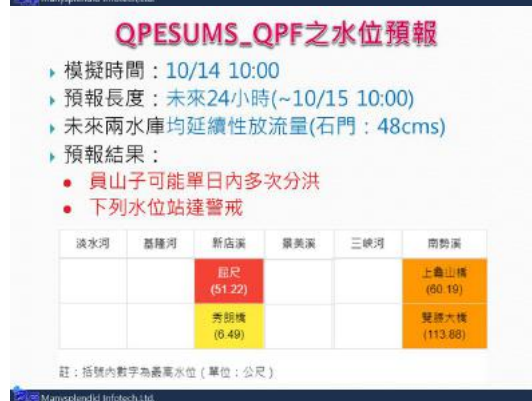 Manysplendid Infotech Ltd.
QPESUMS_QPF之水位預報
模擬時間：10/14 10:00
預報長度：未來24小時(~10/15 10:00)
未來兩水庫均延續性放流量(石門：48cms)
預報結果：
員山子可能單日內多次分洪
下列水位站達警戒
淡水河 基隆河 新店溪 景美溪 三峽河 南勢溪
屈尺 上龜山橋
(51.22) (60.19)
秀朗橋 覽勝大橋
(6.49) (113.88)
註：括號內數字為最高水位（單位：公尺）
Manysplendid Infotech Ltd.